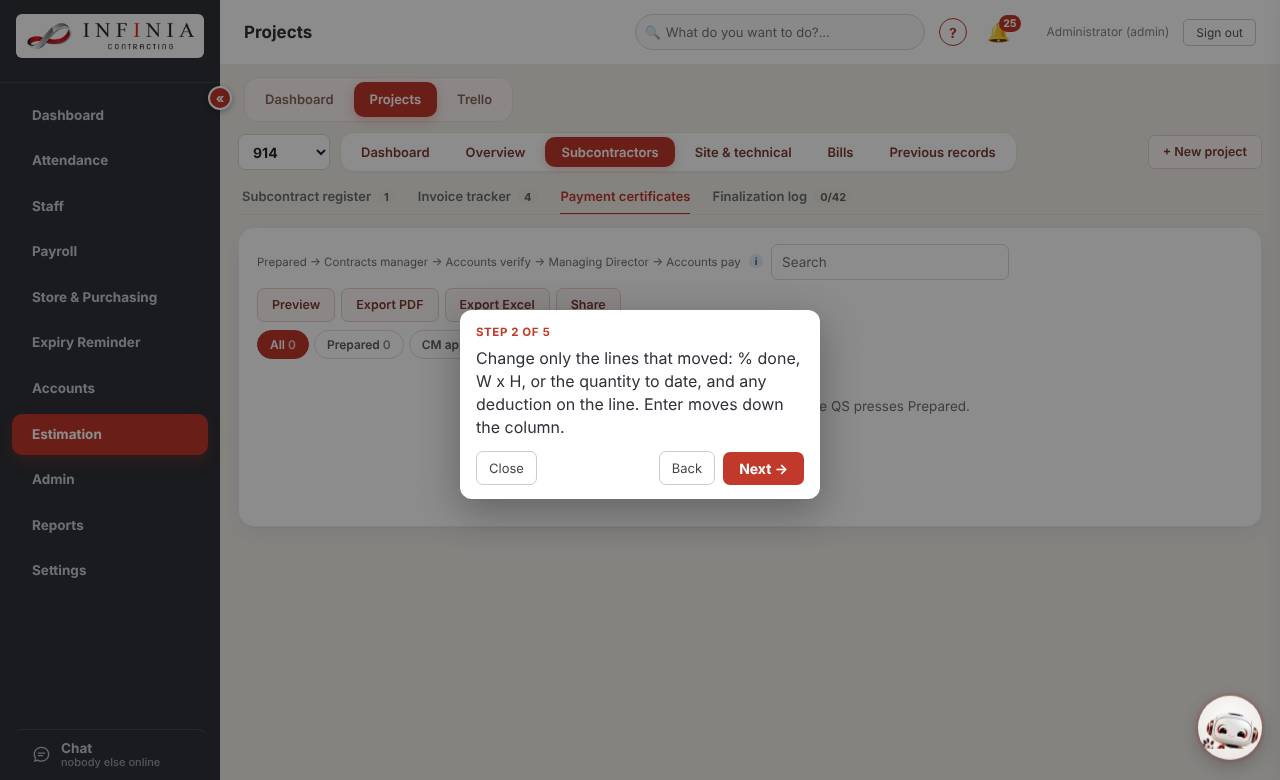 INFINIA
CONTRACTING
Projects
What do you want to do?...
?
25
Administrator (admin)
Sign out
«
Dashboard
Attendance
Staff
Payroll
Store & Purchasing
Expiry Reminder
Accounts
Estimation
Admin
Reports
Settings
Chat
nobody else online
Dashboard
Projects
Trello
914
Dashboard
Overview
Subcontractors
Site & technical
Bills
Previous records
+ New project
Subcontract register 1
Invoice tracker 4
Payment certificates
Finalization log 0/42
Prepared → Contracts manager → Accounts verify → Managing Director → Accounts pay i
Search
Preview
Export PDF
Export Excel
Share
All 0
Prepared 0
CM ap
QS presses Prepared.
STEP 2 OF 5
Change only the lines that moved: % done,
W x H, or the quantity to date, and any
deduction on the line. Enter moves down
the column.
Close
Back
Next →